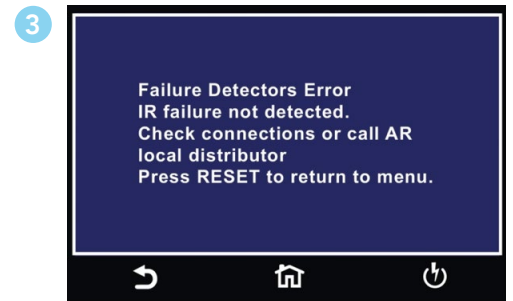 3
Failure Detectors Error
IR failure not detected.
Check connections or call AR
local distributor
Press RESET to return to menu.